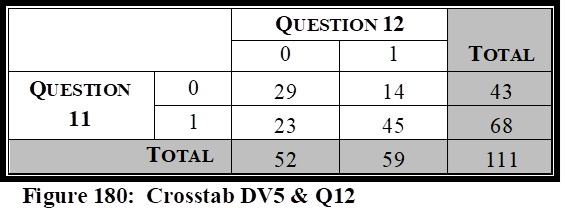 QUESTION 12
0 1 TOTAL
QUESTION 11 0 29 14 43
1 23 45 68
TOTAL 52 59 111
Figure 180: Crosstab DV5 & Q12